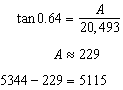 tan 0.64 = A / 20,493
A ≈ 229
5344 − 229 = 5115